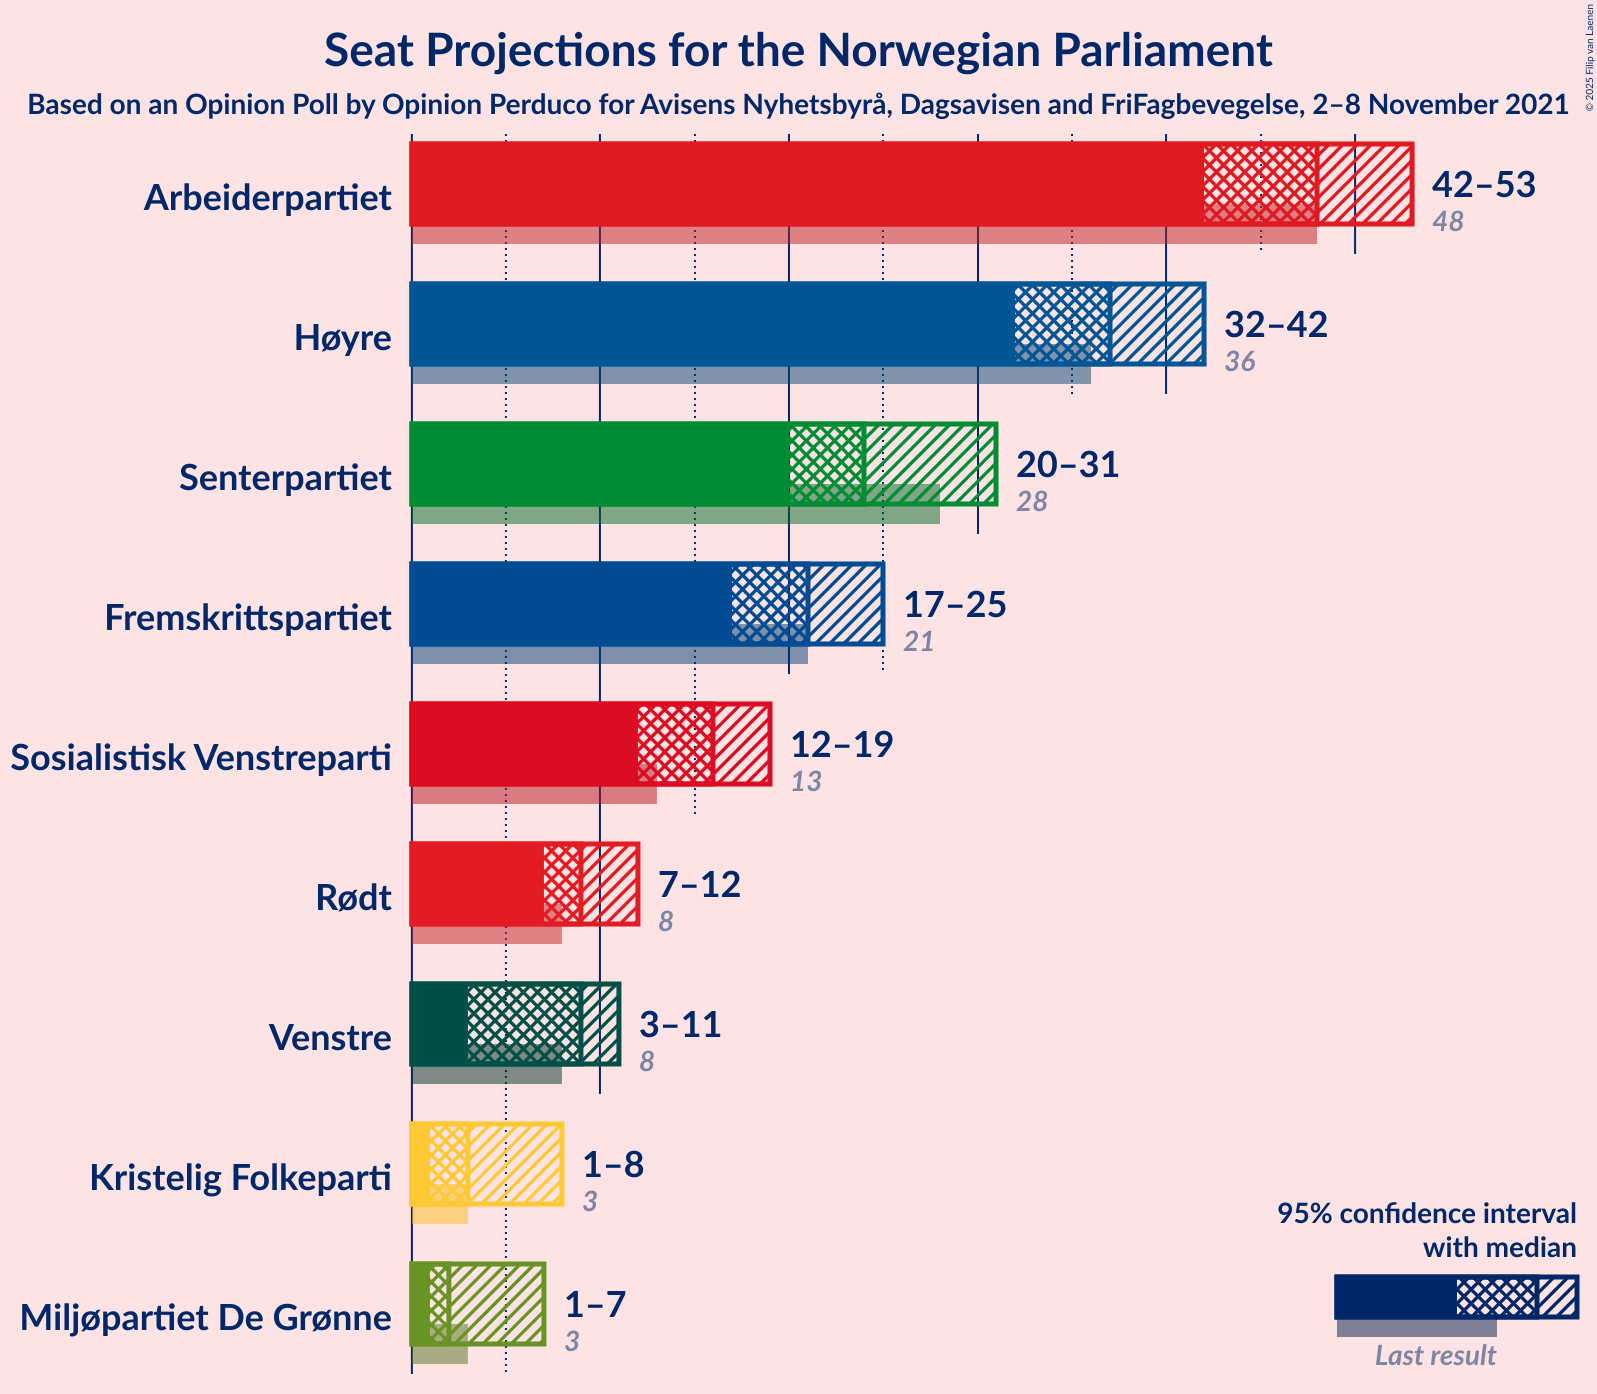 Seat Projections for the Norwegian Parliament
Based on an Opinion Poll by Opinion Perduco for Avisens Nyhetsbyrå, Dagsavisen and FriFagbevegelse, 2–8 November 2021
© 2025 Filip van Laenen
Arbeiderpartiet
42–53
48
Høyre
32–42
36
Senterpartiet
20–31
28
Fremskrittspartiet
17–25
21
Sosialistisk Venstreparti
12–19
13
Rødt
7–12
8
Venstre
3–11
8
Kristelig Folkeparti
1–8
3
Miljøpartiet De Grønne
1–7
3
95% confidence interval
with median
Last result